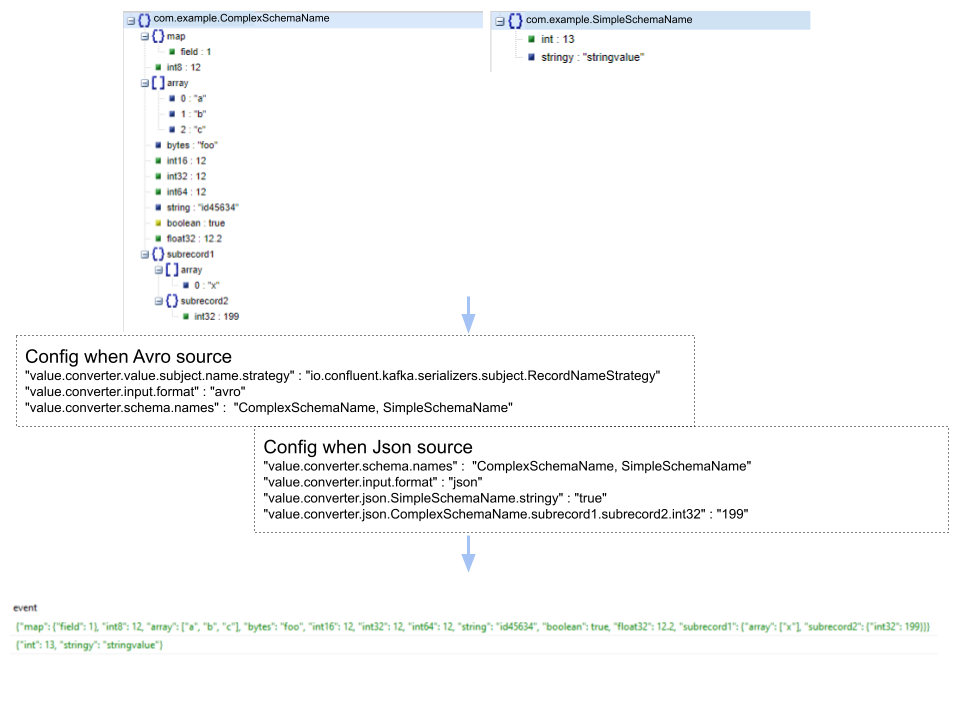 com.example.ComplexSchemaName
map
field : 1
int8 : 12
array
0 : "a"
1 : "b"
2 : "c"
bytes : "foo"
int16 : 12
int32 : 12
int64 : 12
string : "id45634"
boolean : true
float32 : 12.2
subrecord1
array
0 : "x"
subrecord2
int32 : 199
com.example.SimpleSchemaName
int : 13
stringy : "stringvalue"
Config when Avro source
"value.converter.value.subject.name.strategy" : "io.confluent.kafka.serializers.subject.RecordNameStrategy"
"value.converter.input.format" : "avro"
"value.converter.schema.names" : "ComplexSchemaName, SimpleSchemaName"
Config when Json source
"value.converter.schema.names" : "ComplexSchemaName, SimpleSchemaName"
"value.converter.input.format" : "json"
"value.converter.json.SimpleSchemaName.stringy" : "true"
"value.converter.json.ComplexSchemaName.subrecord1.subrecord2.int32" : "199"
event
{"map": {"field": 1}, "int8": 12, "array": ["a", "b", "c"], "bytes": "foo", "int16": 12, "int32": 12, "int64": 12, "string": "id45634", "boolean": true, "float32": 12.2, "subrecord1": {"array": ["x"], "subrecord2": {"int32": 199}}}
{"int": 13, "stringy": "stringvalue"}